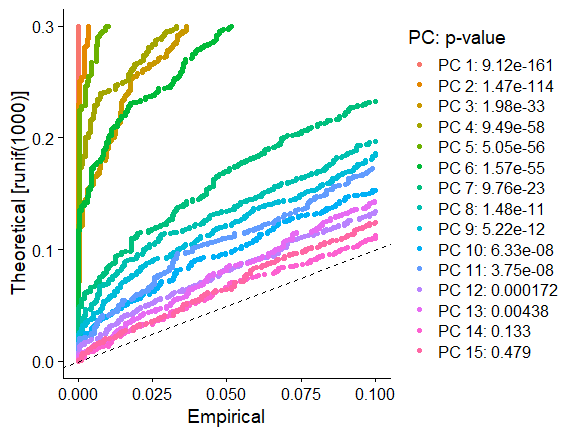 PC: p-value
PC 1: 9.12e-161
PC 2: 1.47e-114
PC 3: 1.98e-33
PC 4: 9.49e-58
PC 5: 5.05e-56
PC 6: 1.57e-55
PC 7: 9.76e-23
PC 8: 1.48e-11
PC 9: 5.22e-12
PC 10: 6.33e-08
PC 11: 3.75e-08
PC 12: 0.000172
PC 13: 0.00438
PC 14: 0.133
PC 15: 0.479
Theoretical [runif(1000)]
0.3
0.2
0.1
0.0
0.000 0.025 0.050 0.075 0.100
Empirical